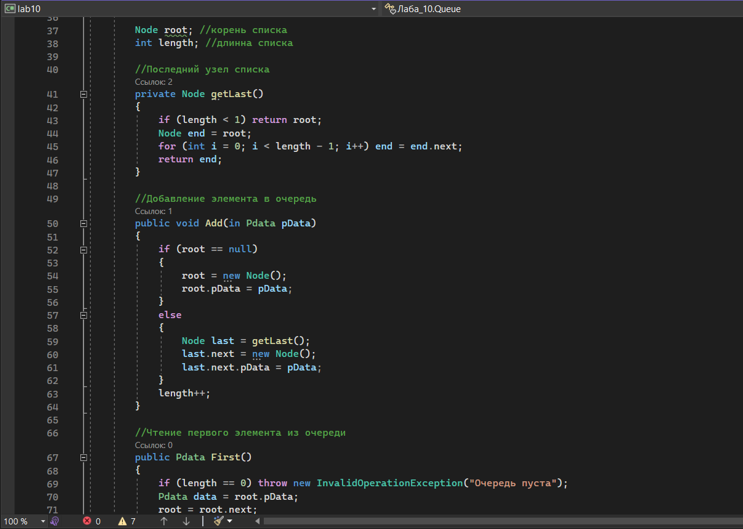 lab10
Лаба_10.Queue
36
37 Node root; //корень списка
38 int length; //длинна списка
39
40 //Последний узел списка
Ссылок: 2
41 private Node getLast()
42 {
43 if (length < 1) return root;
44 Node end = root;
45 for (int i = 0; i < length - 1; i++) end = end.next;
46 return end;
47 }
48
49 //Добавление элемента в очередь
Ссылок: 1
50 public void Add(in Pdata pData)
51 {
52 if (root == null)
53 {
54 root = new Node();
55 root.pData = pData;
56 }
57 else
58 {
59 Node last = getLast();
60 last.next = new Node();
61 last.next.pData = pData;
62 }
63 length++;
64 }
65
66 //Чтение первого элемента из очереди
Ссылок: 0
67 public Pdata First()
68 {
69 if (length == 0) throw new InvalidOperationException("Очередь пуста");
70 Pdata data = root.pData;
71 root = root.next;
100 % 0 7